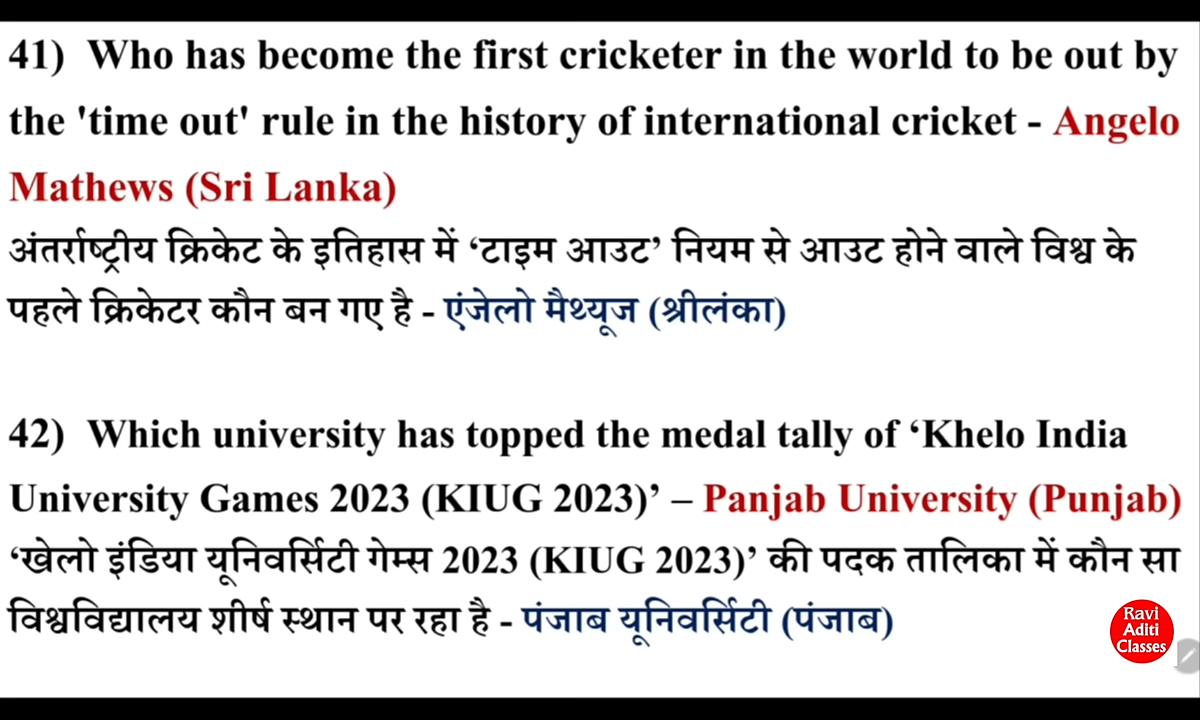 41) Who has become the first cricketer in the world to be out by
the 'time out' rule in the history of international cricket - Angelo
Mathews (Sri Lanka)
अंतर्राष्ट्रीय क्रिकेट के इतिहास में ‘टाइम आउट’ नियम से आउट होने वाले विश्व के
पहले क्रिकेटर कौन बन गए है - एंजेलो मैथ्यूज (श्रीलंका)
42) Which university has topped the medal tally of ‘Khelo India
University Games 2023 (KIUG 2023)’ – Panjab University (Punjab)
‘खेलो इंडिया यूनिवर्सिटी गेम्स 2023 (KIUG 2023)’ की पदक तालिका में कौन सा
विश्वविद्यालय शीर्ष स्थान पर रहा है - पंजाब यूनिवर्सिटी (पंजाब)
Ravi
Aditi
Classes